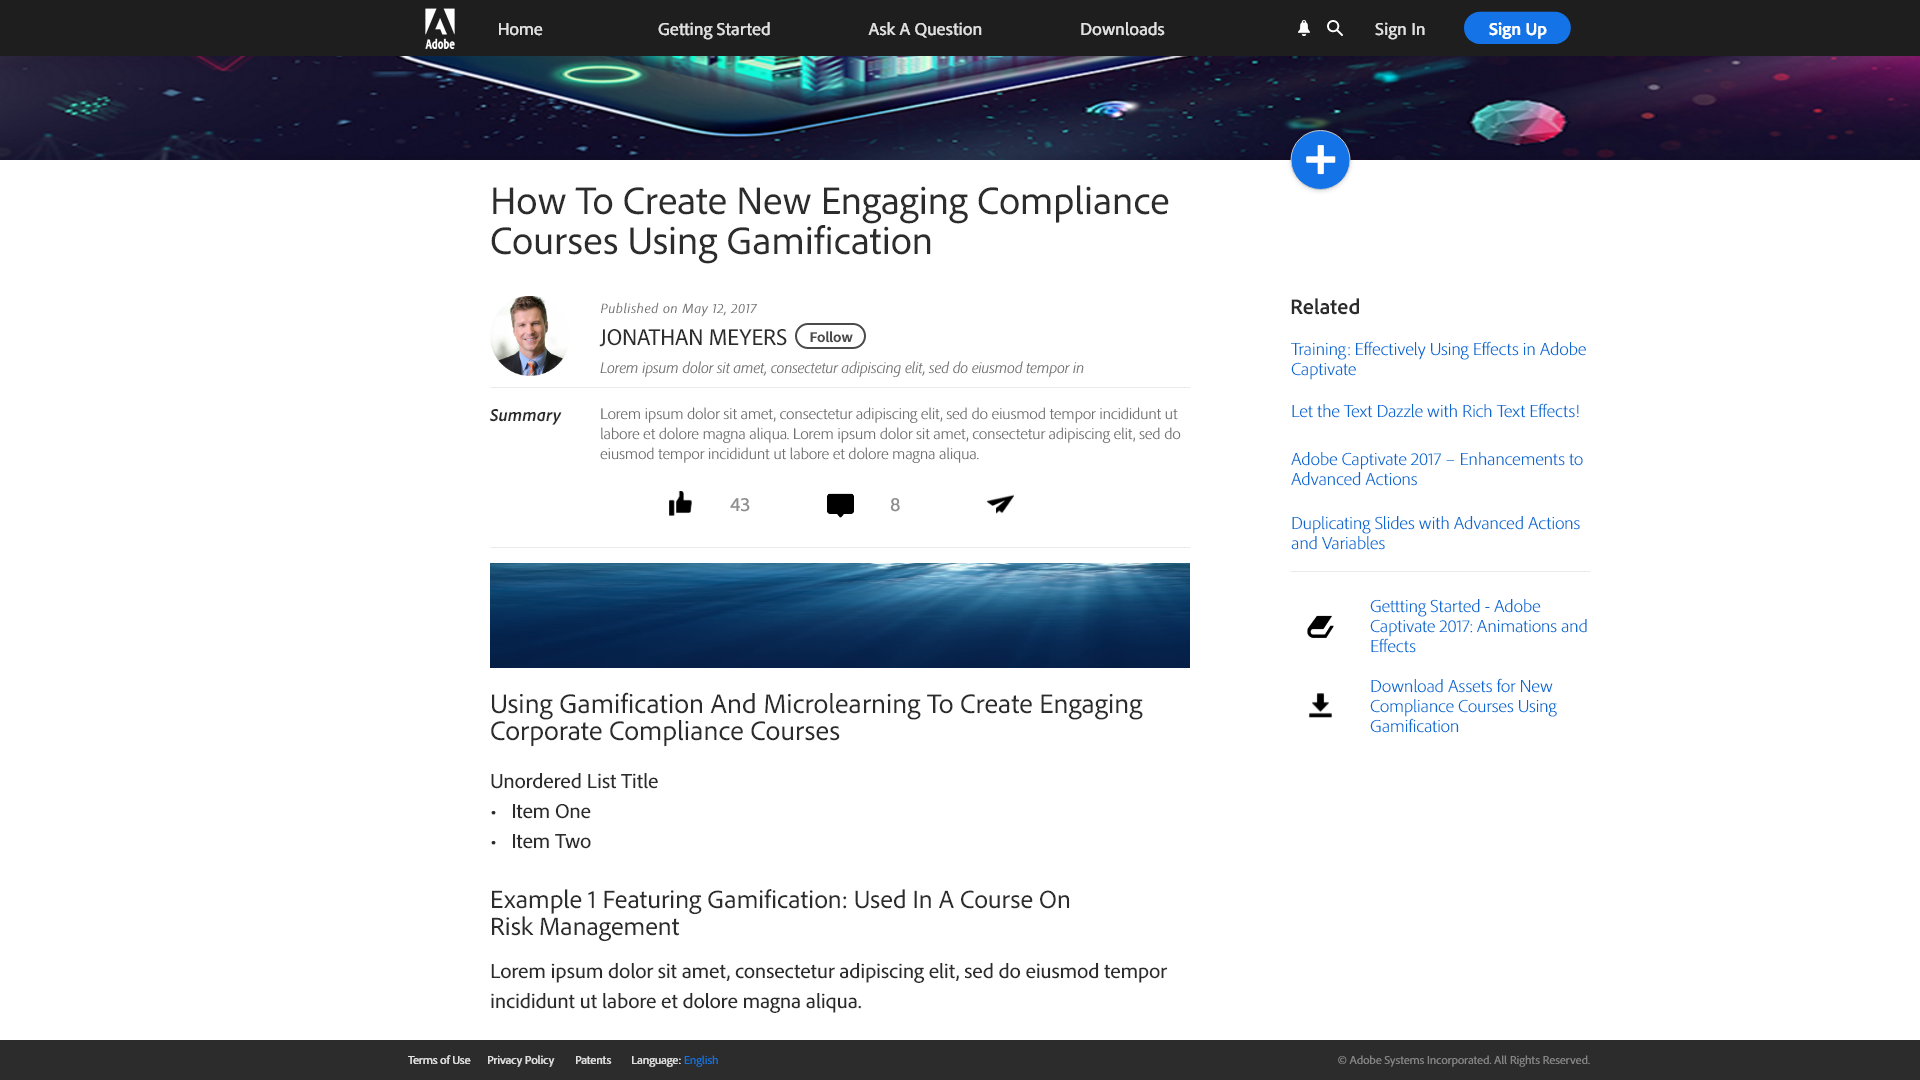 Adobe
Home
Getting Started
Ask A Question
Downloads
Sign In
Sign Up
How To Create New Engaging Compliance
Courses Using Gamification
Published on May 12, 2017
JONATHAN MEYERS
Follow
Lorem ipsum dolor sit amet, consectetur adipiscing elit, sed do eiusmod tempor in
Summary
Lorem ipsum dolor sit amet, consectetur adipiscing elit, sed do eiusmod tempor incididunt ut
labore et dolore magna aliqua. Lorem ipsum dolor sit amet, consectetur adipiscing elit, sed do
eiusmod tempor incididunt ut labore et dolore magna aliqua.
43
8
Using Gamification And Microlearning To Create Engaging
Corporate Compliance Courses
Unordered List Title
• Item One
• Item Two
Example 1 Featuring Gamification: Used In A Course On
Risk Management
Lorem ipsum dolor sit amet, consectetur adipiscing elit, sed do eiusmod tempor
incididunt ut labore et dolore magna aliqua.
Related
Training: Effectively Using Effects in Adobe
Captivate
Let the Text Dazzle with Rich Text Effects!
Adobe Captivate 2017 – Enhancements to
Advanced Actions
Duplicating Slides with Advanced Actions
and Variables
Gettting Started - Adobe
Captivate 2017: Animations and
Effects
Download Assets for New
Compliance Courses Using
Gamification
Terms of Use
Privacy Policy
Patents
Language: English
© Adobe Systems Incorporated. All Rights Reserved.